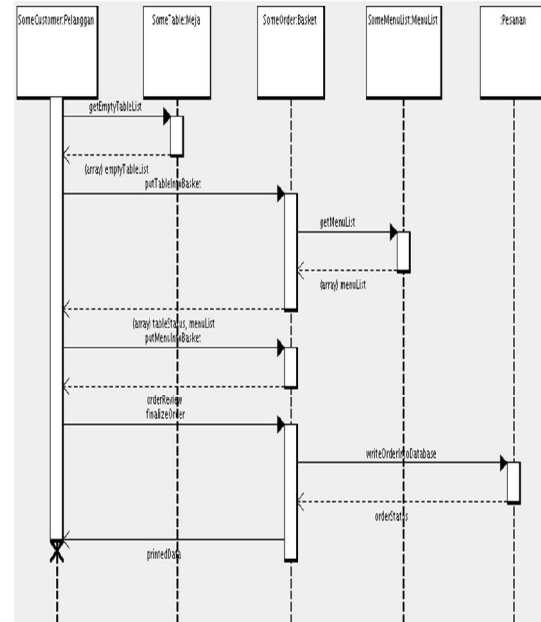 SomeCustomer:Pelanggan
SomeTable:Meja
SomeOrder:Basket
SomeMenuList:MenuList
:Pesanan
getEmptyTableList
(array) emptyTableList
putTableIntoBasket
getMenuList
(array) menuList
(array) tableStatus, menuList
putMenuIntoBasket
orderReview
finalizeOrder
writeOrderIntoDatabase
orderStatus
printedData